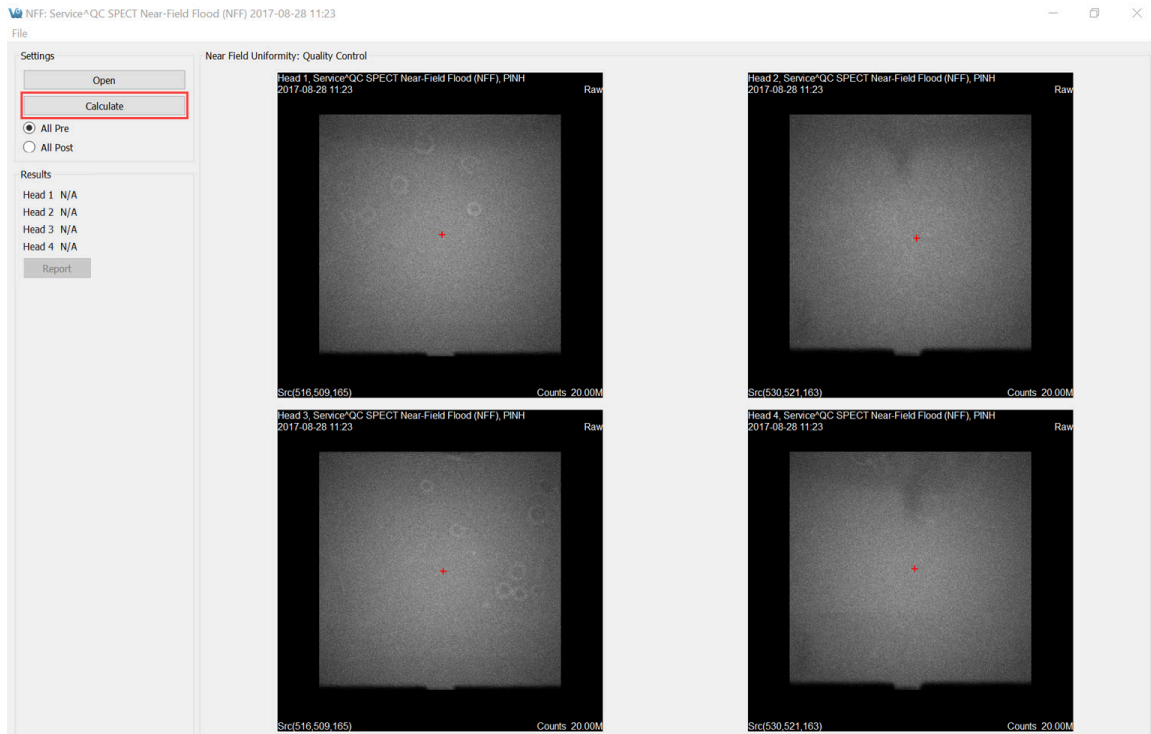 NFF: Service^QC SPECT Near-Field Flood (NFF) 2017-08-28 11:23
File
Settings
Open
Calculate
All Pre
All Post
Results
Head 1 N/A
Head 2 N/A
Head 3 N/A
Head 4 N/A
Report
Near Field Uniformity: Quality Control
Head 1, Service^QC SPECT Near-Field Flood (NFF), PINH
2017-08-28 11:23 Raw
Src(516,509,165) Counts 20.00M
Head 2, Service^QC SPECT Near-Field Flood (NFF), PINH
2017-08-28 11:23 Raw
Src(530,521,163) Counts 20.00M
Head 3, Service^QC SPECT Near-Field Flood (NFF), PINH
2017-08-28 11:23 Raw
Src(516,509,165) Counts 20.00M
Head 4, Service^QC SPECT Near-Field Flood (NFF), PINH
2017-08-28 11:23 Raw
Src(530,521,163) Counts 20.00M